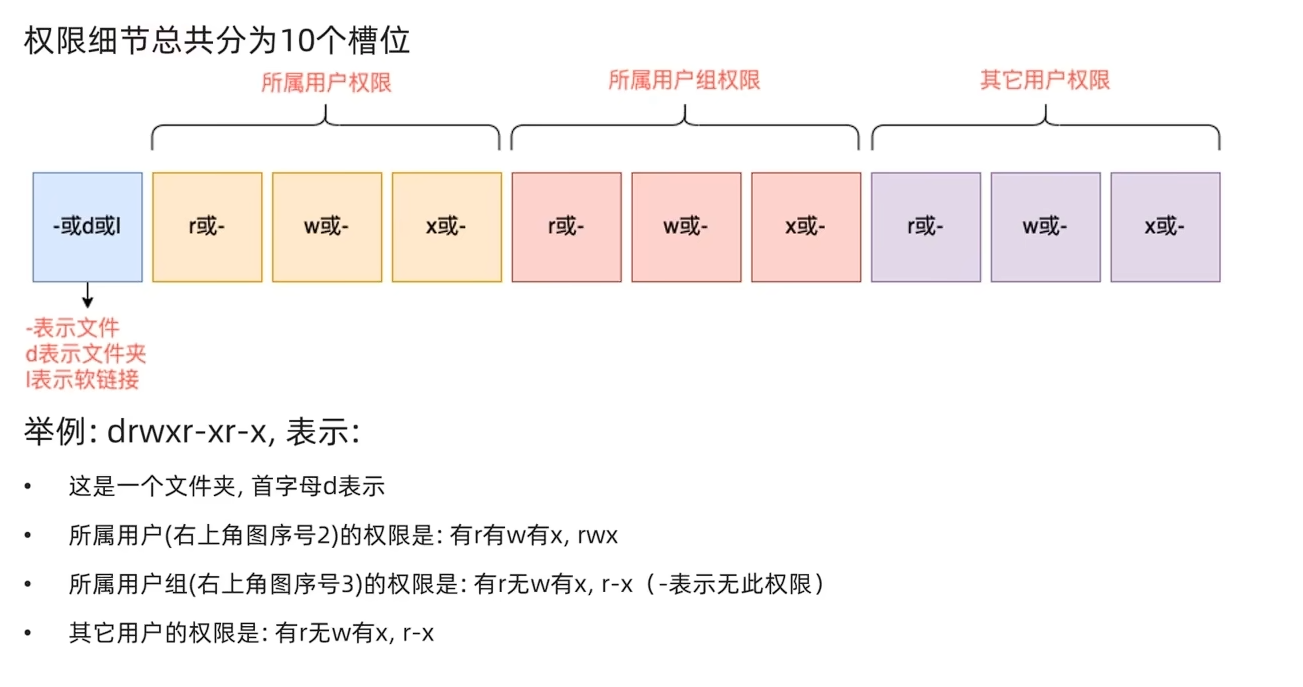 权限细节总共分为10个槽位
所属用户权限
所属用户组权限
其它用户权限
-或d或l
r或-
w或-
x或-
r或-
w或-
x或-
r或-
w或-
x或-
-表示文件
d表示文件夹
l表示软链接
举例: drwxr-xr-x, 表示:
• 这是一个文件夹, 首字母d表示
• 所属用户(右上角图序号2)的权限是: 有r有w有x, rwx
• 所属用户组(右上角图序号3)的权限是: 有r无w有x, r-x（-表示无此权限）
• 其它用户的权限是: 有r无w有x, r-x